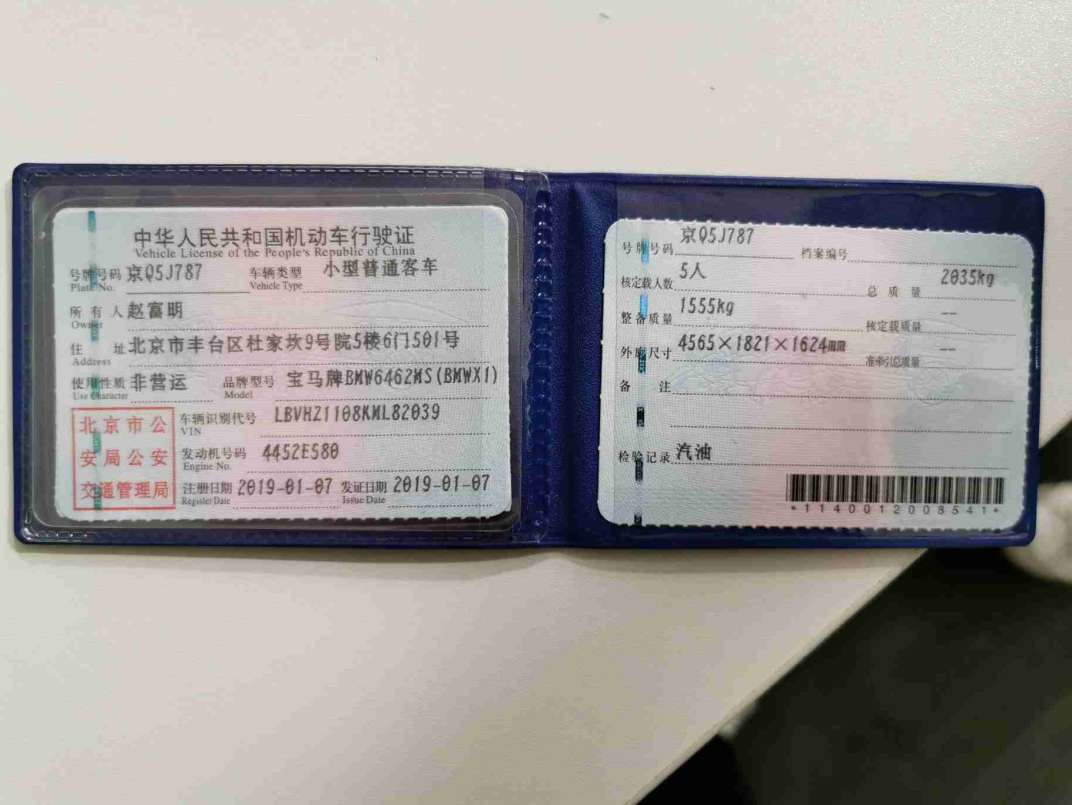 中华人民共和国机动车行驶证
Vehicle License of the People's Republic of China
号牌号码 京Q5J787 车辆类型 小型普通客车
Plate No. Vehicle Type
所有人 赵富明
Owner
住址 北京市丰台区杜家坎9号院5楼6门501号
Address
使用性质 非营运 品牌型号 宝马牌BMW6462MS(BMWX1)
Use Character Model
北京市公
安局公安
交通管理局
车辆识别代号 LBVHZ1108KML82039
VIN
发动机号码 4452E580
Engine No.
注册日期 2019-01-07 发证日期 2019-01-07
Register Date Issue Date
号牌号码 京Q5J787 档案编号
核定载人数 5人 总质量 2035kg
整备质量 1555kg 核定载质量 --
外廓尺寸 4565×1821×1624mm 准牵引总质量 --
备注
检验记录 汽油
*1140012008541*